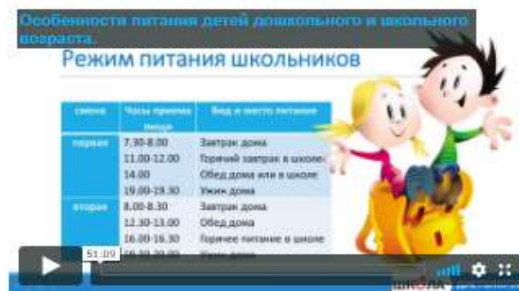 Особенности питания детей дошкольного и школьного
возраста.
Режим питания школьников
смена Часы приема Вид и место питания
пищи
первая 7.30-8.00 Завтрак дома
11.00-12.00 Горячий завтрак в школе
14.00 Обед дома или в школе
19.00-19.30 Ужин дома
вторая 8.00-8.30 Завтрак дома
12.30-13.00 Обед дома
16.00-16.30 Горячее питание в школе
51:09
ШКОЛА